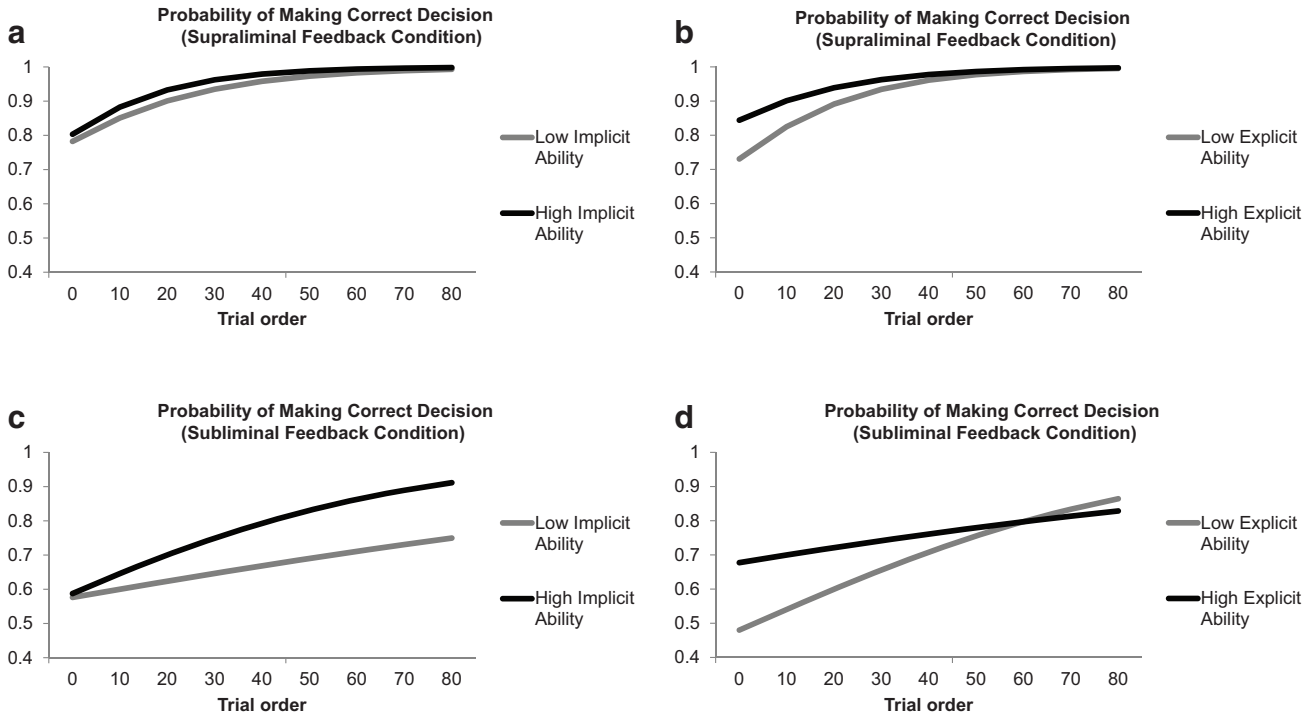 a
Probability of Making Correct Decision
(Supraliminal Feedback Condition)
1
0.9
0.8
0.7
0.6
0.5
0.4
0 10 20 30 40 50 60 70 80
Trial order
Low Implicit
Ability
High Implicit
Ability
b
Probability of Making Correct Decision
(Supraliminal Feedback Condition)
1
0.9
0.8
0.7
0.6
0.5
0.4
0 10 20 30 40 50 60 70 80
Trial order
Low Explicit
Ability
High Explicit
Ability
c
Probability of Making Correct Decision
(Subliminal Feedback Condition)
1
0.9
0.8
0.7
0.6
0.5
0.4
0 10 20 30 40 50 60 70 80
Trial order
Low Implicit
Ability
High Implicit
Ability
d
Probability of Making Correct Decision
(Subliminal Feedback Condition)
1
0.9
0.8
0.7
0.6
0.5
0.4
0 10 20 30 40 50 60 70 80
Trial order
Low Explicit
Ability
High Explicit
Ability